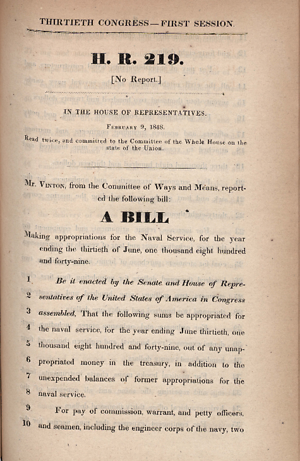 THIRTIETH CONGRESS—FIRST SESSION
H. R. 219.
[No Report.]
IN THE HOUSE OF REPRESENTATIVES.
February 9, 1848.
Read twice, and committed to the Committee of the Whole House on the
state of the Union.
Mr. Vinton, from the Committee of Ways and Means, report-
ed the following bill:
A BILL
Making appropriations for the Naval Service, for the year
ending the thirtieth of June, one thousand eight hundred
and forty-nine.
1 Be it enacted by the Senate and House of Repre-
2 sentatives of the United States of America in Congress
3 assembled, That the following sums be appropriated for
4 the naval service, for the year ending June thirtieth, one
5 thousand eight hundred and forty-nine, out of any unap-
6 propriated money in the treasury, in addition to the
7 unexpended balances of former appropriations for the
8 naval service.
9 For pay of commission, warrant, and petty officers,
10 and seamen, including the engineer corps of the navy, two